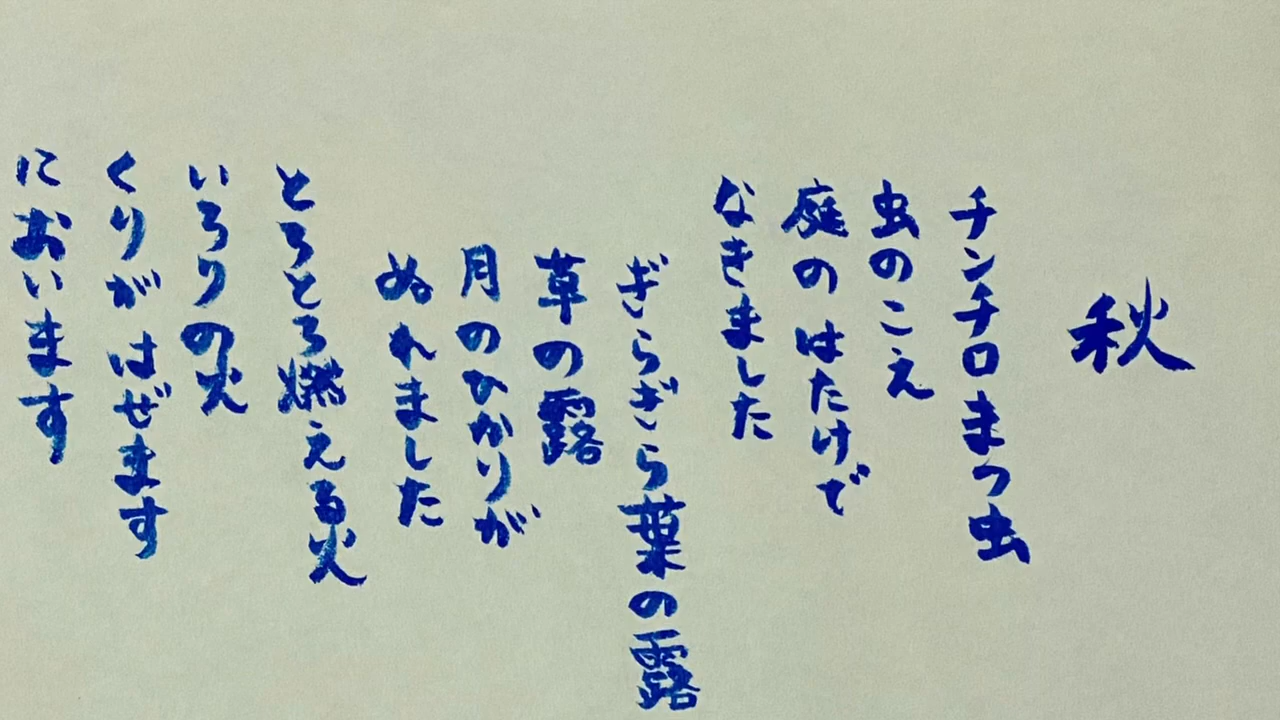 秋
チンチロまつ虫
虫のこえ
庭のはたけで
なきました
ぎらぎら葉の露
草の露
月のひかりが
ぬれました
とろとろ燃える火
いろりの火
くりがはぜます
においます